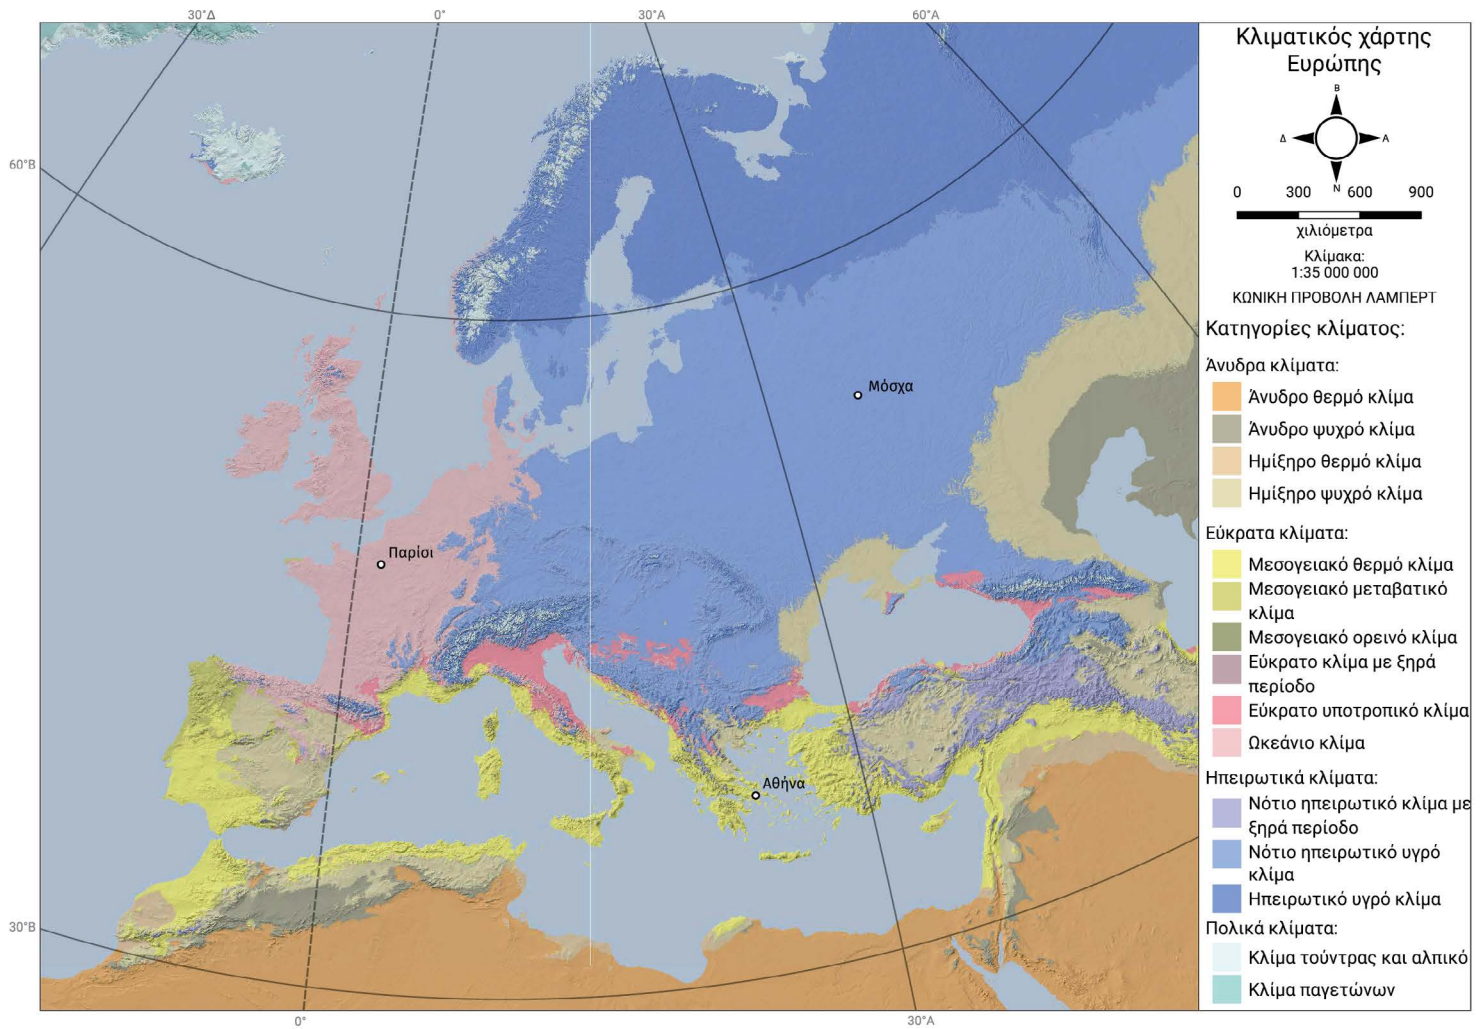 30°Δ
0°
30°Α
60°Α
60°Β
30°Β
0°
30°Α
Μόσχα
Παρίσι
Αθήνα
Κλιματικός χάρτης
Ευρώπης
Β
Δ
Α
Ν
0 300 600 900
χιλιόμετρα
Κλίμακα:
1:35 000 000
ΚΩΝΙΚΗ ΠΡΟΒΟΛΗ ΛΑΜΠΕΡΤ
Κατηγορίες κλίματος:
Άνυδρα κλίματα:
Άνυδρο θερμό κλίμα
Άνυδρο ψυχρό κλίμα
Ημίξηρο θερμό κλίμα
Ημίξηρο ψυχρό κλίμα
Εύκρατα κλίματα:
Μεσογειακό θερμό κλίμα
Μεσογειακό μεταβατικό
κλίμα
Μεσογειακό ορεινό κλίμα
Εύκρατο κλίμα με ξηρά
περίοδο
Εύκρατο υποτροπικό κλίμα
Ωκεάνιο κλίμα
Ηπειρωτικά κλίματα:
Νότιο ηπειρωτικό κλίμα με
ξηρά περίοδο
Νότιο ηπειρωτικό υγρό
κλίμα
Ηπειρωτικό υγρό κλίμα
Πολικά κλίματα:
Κλίμα τούντρας και αλπικό
Κλίμα παγετώνων